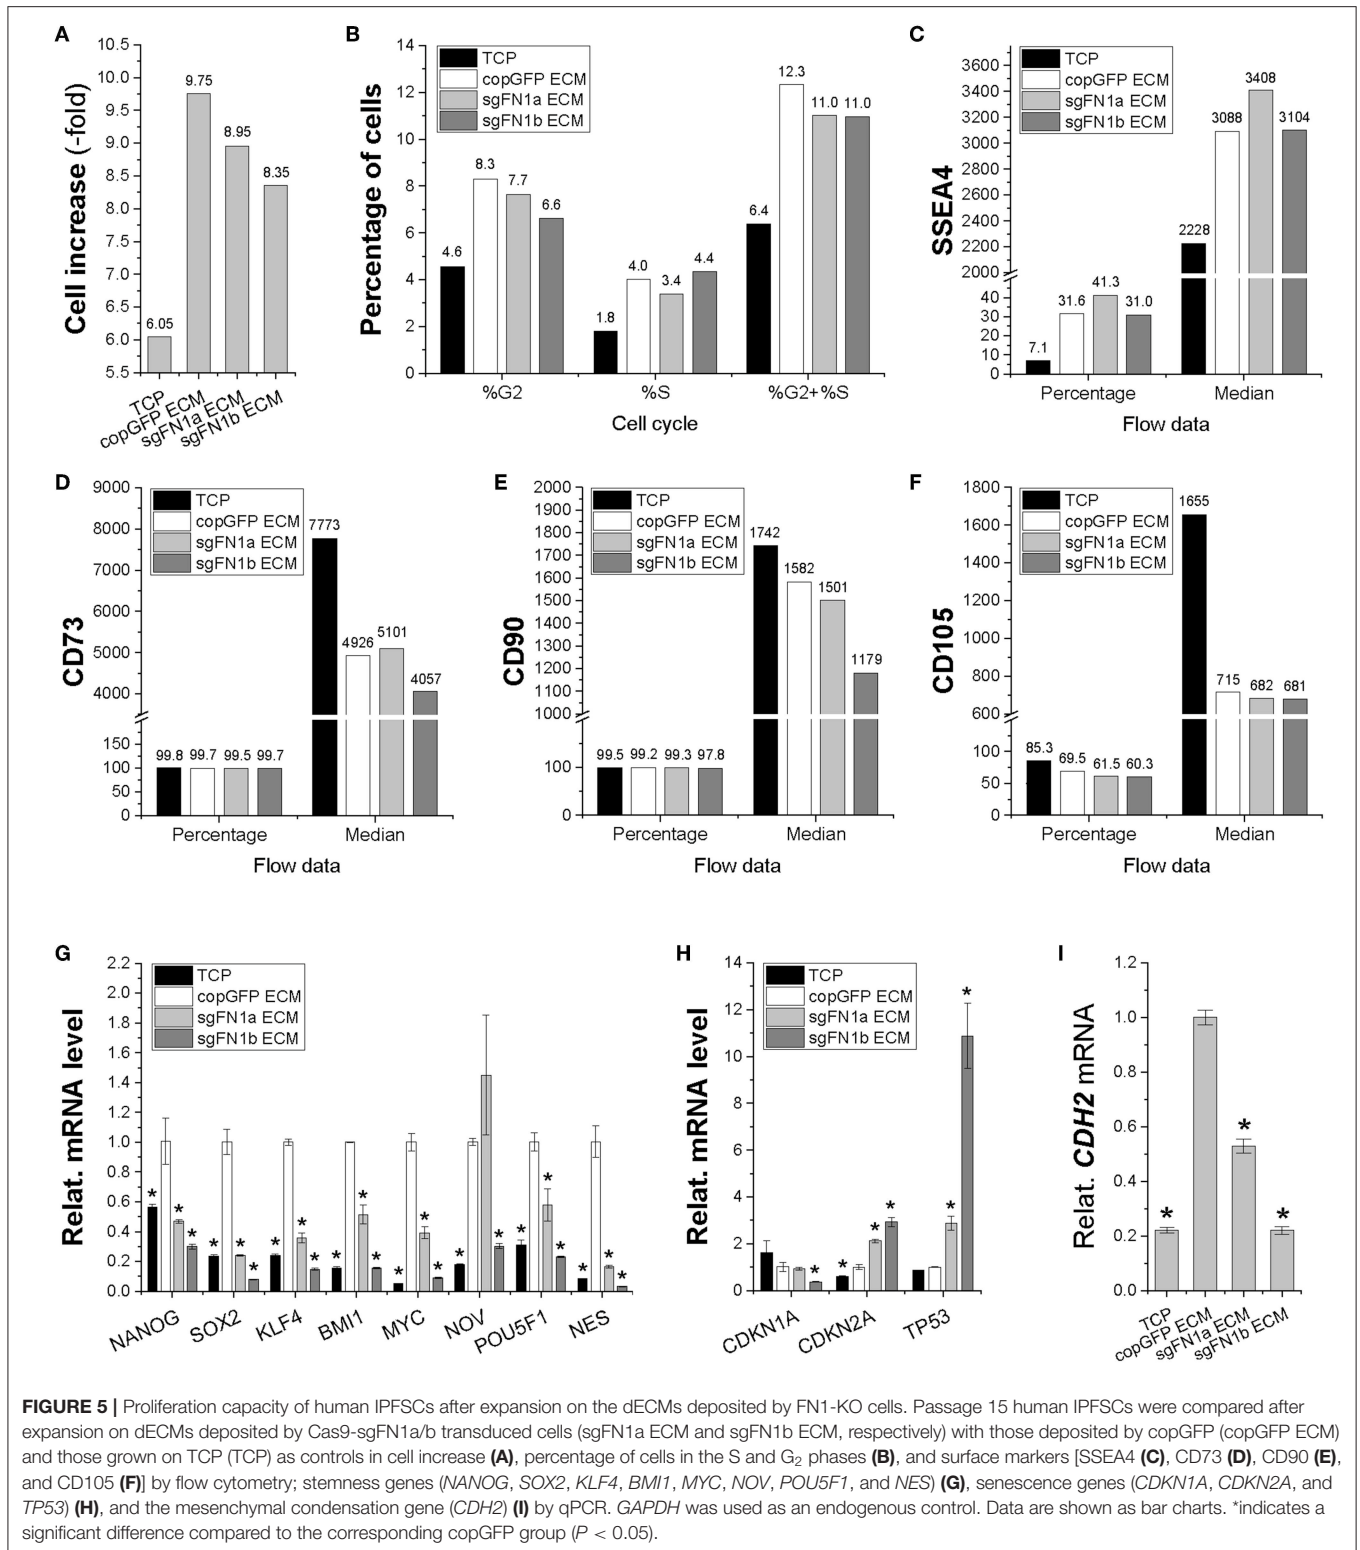 A
10.5
10.0
9.5
9.0
8.5
8.0
7.5
7.0
6.5
6.0
5.5
Cell increase (-fold)
6.05
9.75
8.95
8.35
TCP
copGFP ECM
sgFN1a ECM
sgFN1b ECM
B
14
12
10
8
6
4
2
0
Percentage of cells
TCP
copGFP ECM
sgFN1a ECM
sgFN1b ECM
4.6
8.3
7.7
6.6
1.8
4.0
3.4
4.4
6.4
12.3
11.0
11.0
%G2
%S
%G2+%S
Cell cycle
C
3600
3400
3200
3000
2800
2600
2400
2200
2000
40
30
20
10
0
SSEA4
TCP
copGFP ECM
sgFN1a ECM
sgFN1b ECM
7.1
31.6
41.3
31.0
2228
3088
3408
3104
Percentage
Median
Flow data
D
9000
8000
7000
6000
5000
4000
150
100
50
0
CD73
TCP
copGFP ECM
sgFN1a ECM
sgFN1b ECM
99.8
99.7
99.5
99.7
7773
4926
5101
4057
Percentage
Median
Flow data
E
2000
1900
1800
1700
1600
1500
1400
1300
1200
1100
1000
100
0
CD90
TCP
copGFP ECM
sgFN1a ECM
sgFN1b ECM
99.5
99.2
99.3
97.8
1742
1582
1501
1179
Percentage
Median
Flow data
F
1800
1600
1400
1200
1000
800
600
100
50
0
CD105
TCP
copGFP ECM
sgFN1a ECM
sgFN1b ECM
85.3
69.5
61.5
60.3
1655
715
682
681
Percentage
Median
Flow data
G
2.2
2.0
1.8
1.6
1.4
1.2
1.0
0.8
0.6
0.4
0.2
0.0
Relat. mRNA level
TCP
copGFP ECM
sgFN1a ECM
sgFN1b ECM
* * *
* * *
* * *
* * *
* * *
* *
* * *
* * *
NANOG
SOX2
KLF4
BMI1
MYC
NOV
POU5F1
NES
H
14
12
10
8
6
4
2
0
Relat. mRNA level
TCP
copGFP ECM
sgFN1a ECM
sgFN1b ECM
*
* * *
* *
CDKN1A
CDKN2A
TP53
I
1.2
1.0
0.8
0.6
0.4
0.2
0.0
Relat. CDH2 mRNA
* * *
TCP
copGFP ECM
sgFN1a ECM
sgFN1b ECM
FIGURE 5 | Proliferation capacity of human IPFSCs after expansion on the dECMs deposited by FN1-KO cells. Passage 15 human IPFSCs were compared after
expansion on dECMs deposited by Cas9-sgFN1a/b transduced cells (sgFN1a ECM and sgFN1b ECM, respectively) with those deposited by copGFP (copGFP ECM)
and those grown on TCP (TCP) as controls in cell increase (A), percentage of cells in the S and G2 phases (B), and surface markers [SSEA4 (C), CD73 (D), CD90 (E),
and CD105 (F)] by flow cytometry; stemness genes (NANOG, SOX2, KLF4, BMI1, MYC, NOV, POU5F1, and NES) (G), senescence genes (CDKN1A, CDKN2A, and
TP53) (H), and the mesenchymal condensation gene (CDH2) (I) by qPCR. GAPDH was used as an endogenous control. Data are shown as bar charts. *indicates a
significant difference compared to the corresponding copGFP group (P < 0.05).